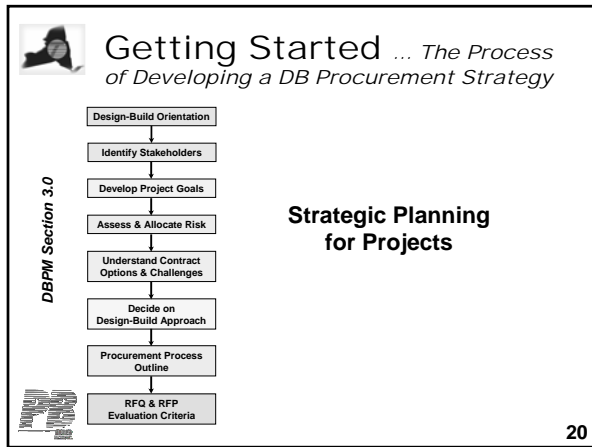 Getting Started ... The Process
of Developing a DB Procurement Strategy
DBPM Section 3.0
Design-Build Orientation
Identify Stakeholders
Develop Project Goals
Assess & Allocate Risk
Understand Contract
Options & Challenges
Decide on
Design-Build Approach
Procurement Process
Outline
RFQ & RFP
Evaluation Criteria
Strategic Planning
for Projects
20